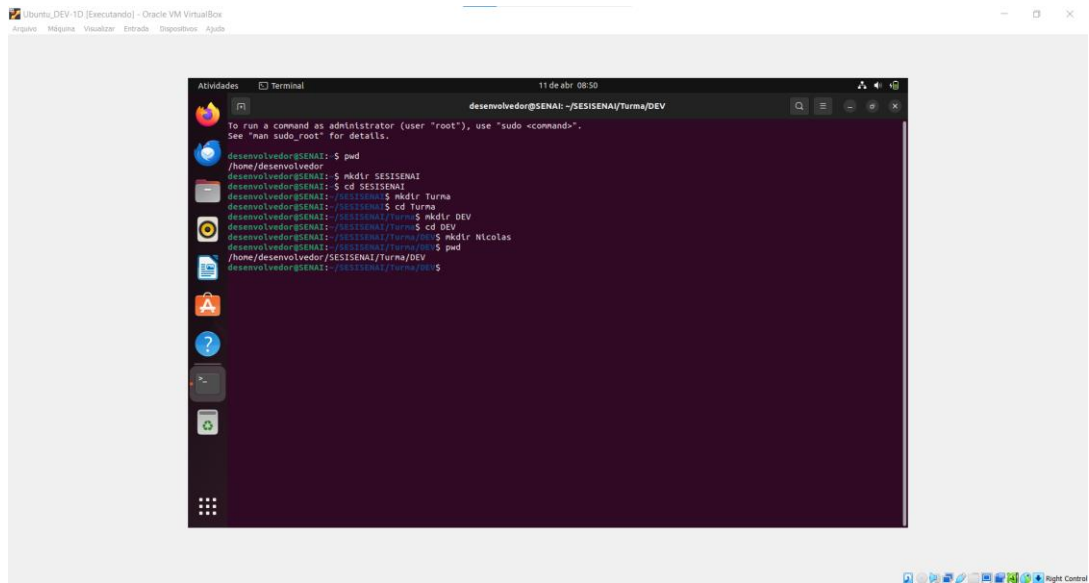 Ubuntu_DEV-1D [Executando] - Oracle VM VirtualBox
Arquivo Máquina Visualizar Entrada Dispositivos Ajuda
Atividades Terminal 11 de abr 08:50
desenvolvedor@SENAI: ~/SESISENAI/Turma/DEV
To run a command as administrator (user "root"), use "sudo <command>".
See "man sudo_root" for details.
desenvolvedor@SENAI:~$ pwd
/home/desenvolvedor
desenvolvedor@SENAI:~$ mkdir SESISENAI
desenvolvedor@SENAI:~$ cd SESISENAI
desenvolvedor@SENAI:~/SESISENAI$ mkdir Turma
desenvolvedor@SENAI:~/SESISENAI$ cd Turma
desenvolvedor@SENAI:~/SESISENAI/Turma$ mkdir DEV
desenvolvedor@SENAI:~/SESISENAI/Turma$ cd DEV
desenvolvedor@SENAI:~/SESISENAI/Turma/DEV$ mkdir Nicolas
desenvolvedor@SENAI:~/SESISENAI/Turma/DEV$ pwd
/home/desenvolvedor/SESISENAI/Turma/DEV
desenvolvedor@SENAI:~/SESISENAI/Turma/DEV$
Right Control